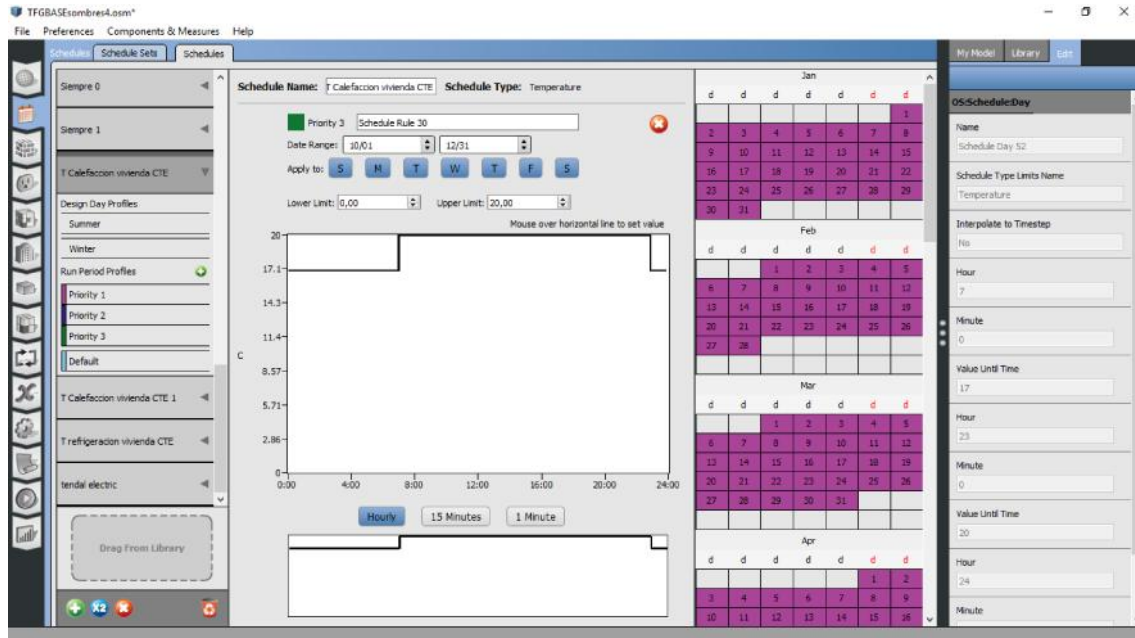 TFGBASEsombres4.osm*
File Preferences Components & Measures Help
Schedules Schedule Sets Schedules
My Model Library Edit
Siempre 0
Siempre 1
T Calefaccion vivienda CTE
Design Day Profiles
Summer
Winter
Run Period Profiles
Priority 1
Priority 2
Priority 3
Default
T Calefaccion vivienda CTE 1
T refrigeracion vivienda CTE
tendal electric
Drag From Library
X2
Schedule Name: T Calefaccion vivienda CTE Schedule Type: Temperature
Priority 3 Schedule Rule 30
Date Range: 10/01 12/31
Apply to: S M T W T F S
Lower Limit: 0,00 Upper Limit: 20,00
Mouse over horizontal line to set value
20
17.1
14.3
11.4
C
8.57
5.71
2.86
0
0:00 4:00 8:00 12:00 16:00 20:00 24:00
Hourly 15 Minutes 1 Minute
Jan
d d d d d d d
1
2 3 4 5 6 7 8
9 10 11 12 13 14 15
16 17 18 19 20 21 22
23 24 25 26 27 28 29
30 31
Feb
d d d d d d d
1 2 3 4 5
6 7 8 9 10 11 12
13 14 15 16 17 18 19
20 21 22 23 24 25 26
27 28
Mar
d d d d d d d
1 2 3 4 5
6 7 8 9 10 11 12
13 14 15 16 17 18 19
20 21 22 23 24 25 26
27 28 29 30 31
Apr
d d d d d d d
1 2
3 4 5 6 7 8 9
10 11 12 13 14 15 16
OS:Schedule:Day
Name
Schedule Day 52
Schedule Type Limits Name
Temperature
Interpolate to Timestep
No
Hour
7
Minute
0
Value Until Time
17
Hour
23
Minute
0
Value Until Time
20
Hour
24
Minute